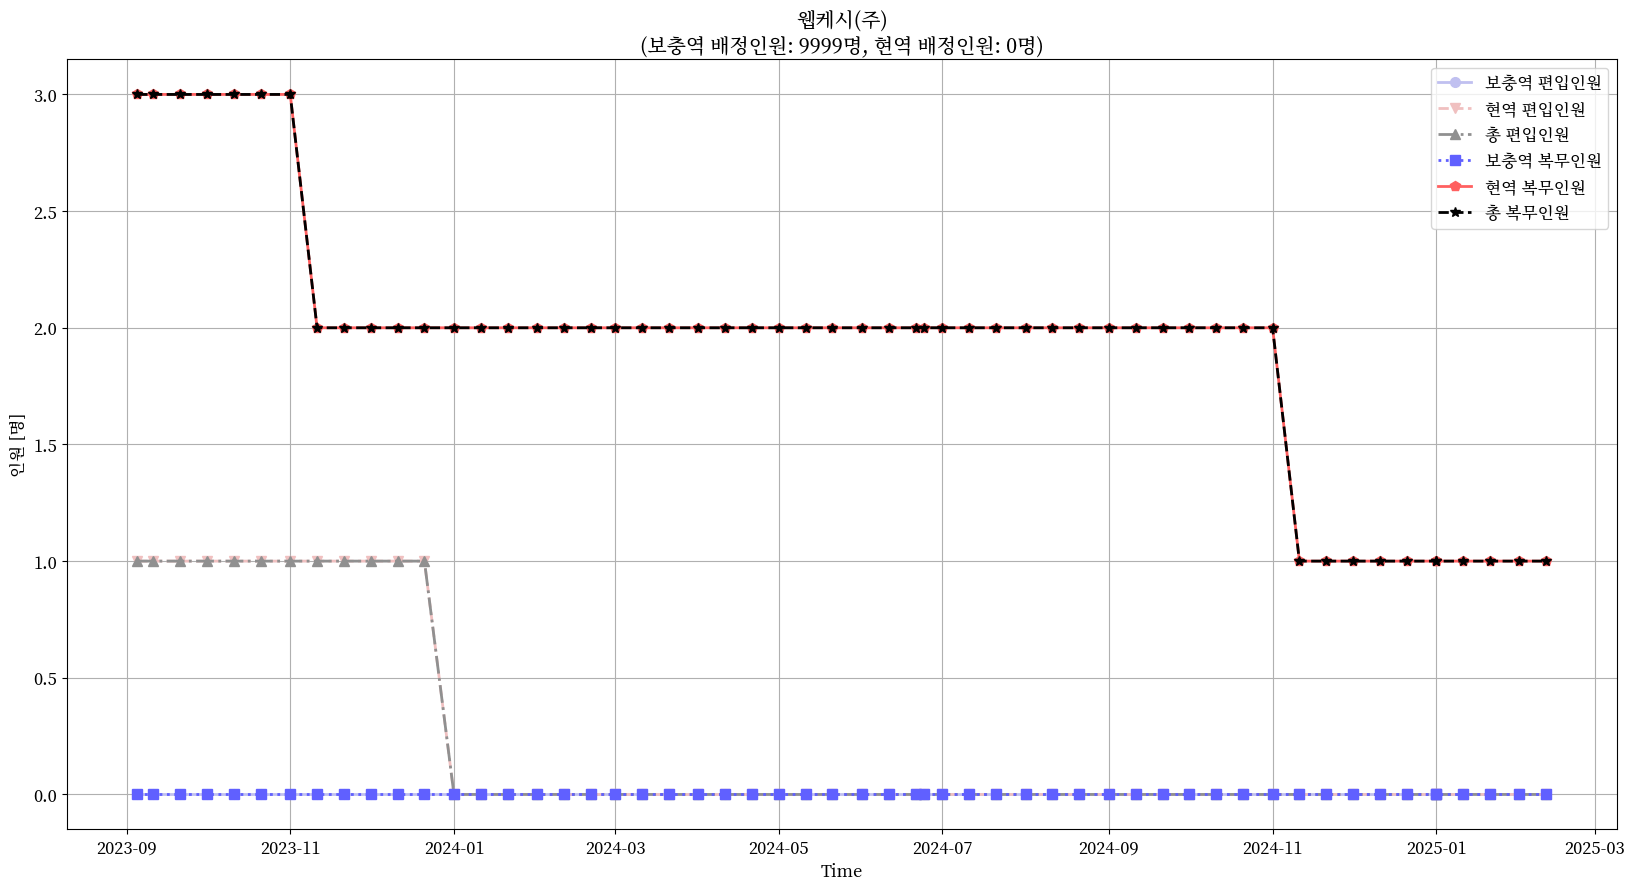 웹케시(주)
(보충역 배정인원: 9999명, 현역 배정인원: 0명)
보충역 편입인원
현역 편입인원
총 편입인원
보충역 복무인원
현역 복무인원
총 복무인원
인원 [명]
3.0
2.5
2.0
1.5
1.0
0.5
0.0
2023-09 2023-11 2024-01 2024-03 2024-05 2024-07 2024-09 2024-11 2025-01 2025-03
Time